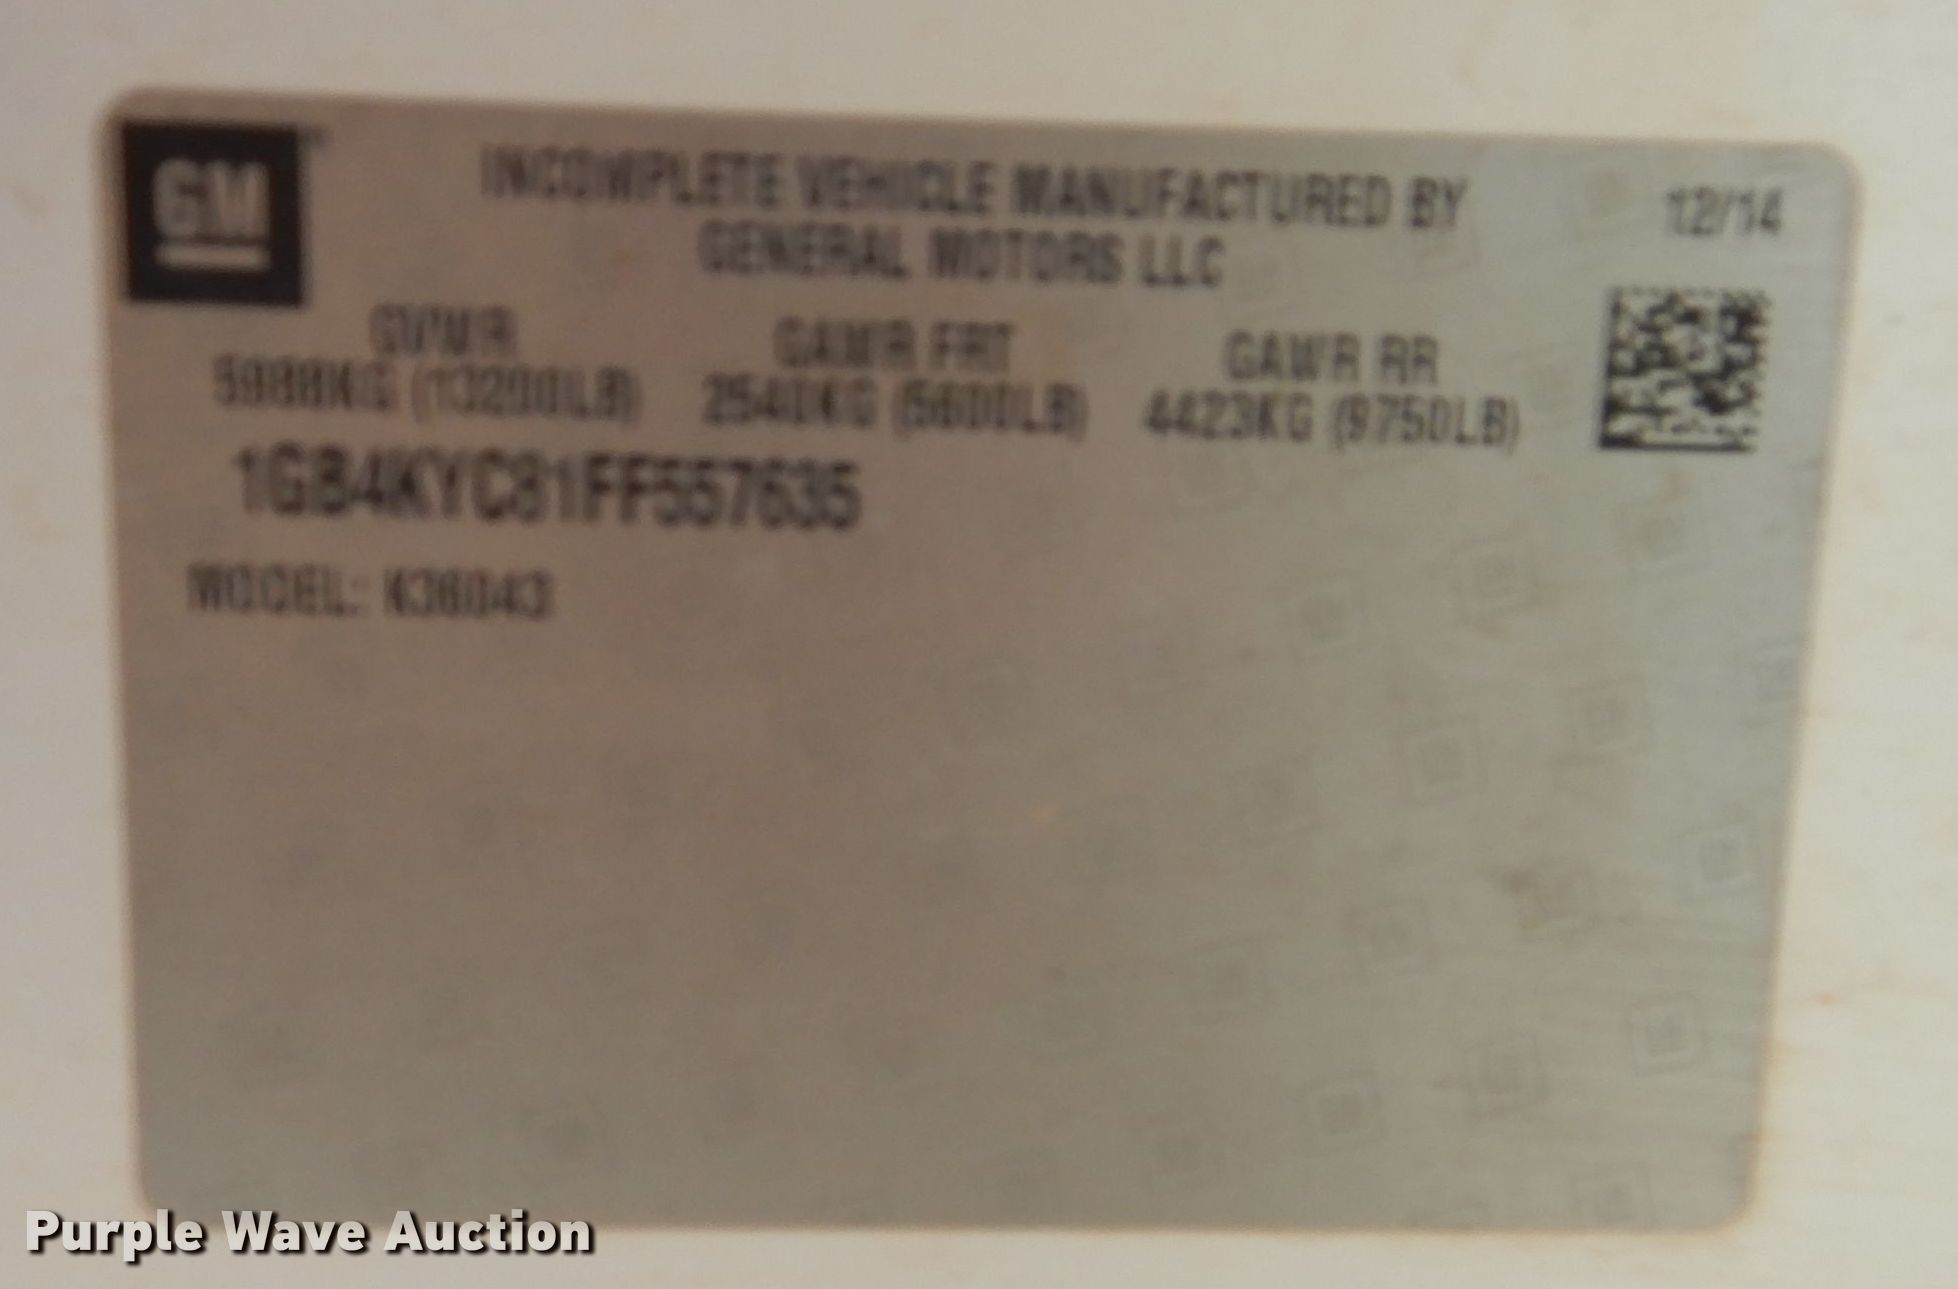 GM
INCOMPLETE VEHICLE MANUFACTURED BY
GENERAL MOTORS LLC
12/14
GVWR GAWR FRT GAWR RR
5988KG (13200LB) 2540KG (5600LB) 4423KG (9750LB)
1GB4KYC81FF557635
MODEL: K36043
Purple Wave Auction